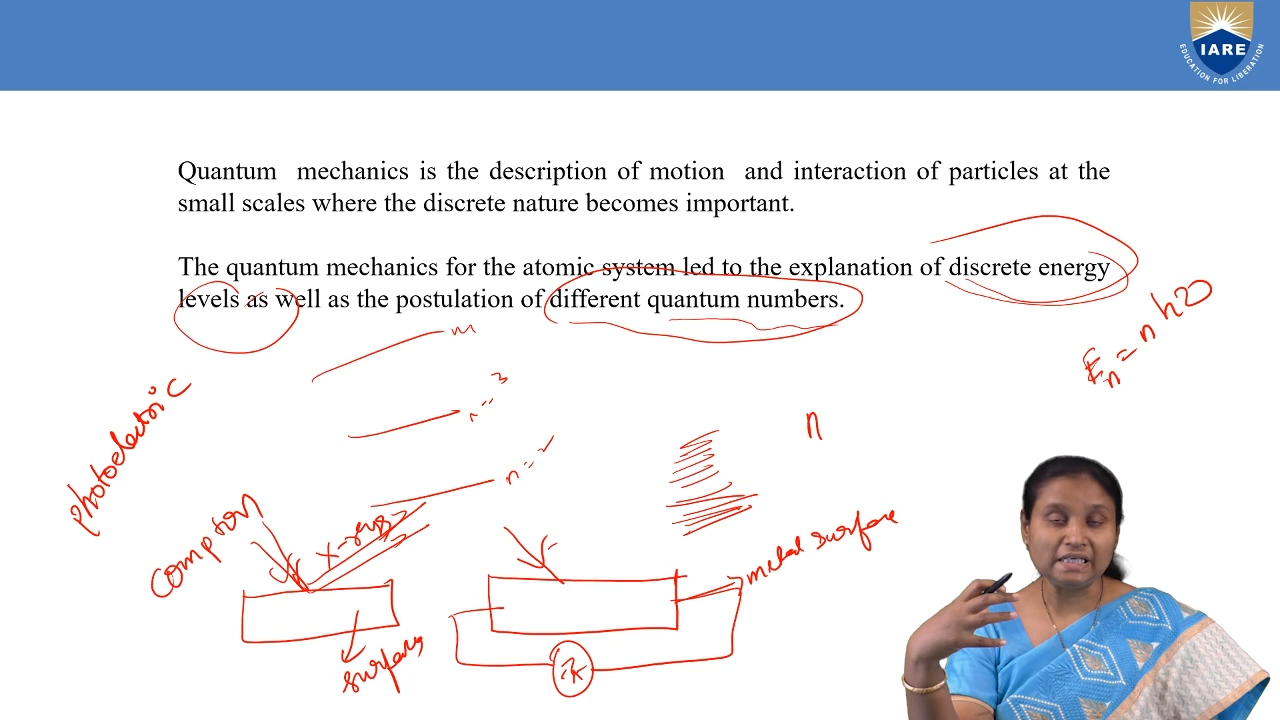 IARE
EDUCATION FOR LIBERATION
Quantum mechanics is the description of motion and interaction of particles at the
small scales where the discrete nature becomes important.
The quantum mechanics for the atomic system led to the explanation of discrete energy
levels as well as the postulation of different quantum numbers.
n=3
n=2
n
photoelectric
compton
X-rays
surface
metal surface